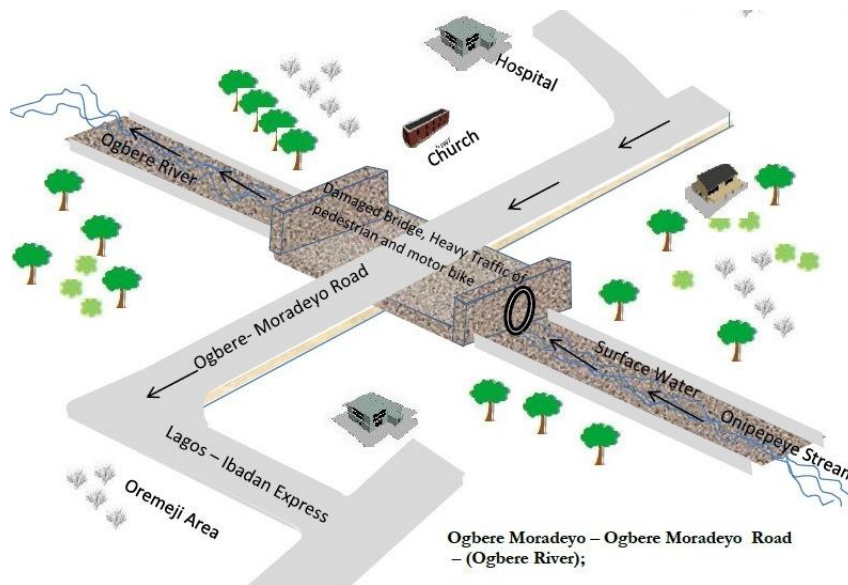 Hospital
Church
Ogbere River
Damaged Bridge, Heavy Traffic of
pedestrian and motor bike
Ogbere- Moradeyo Road
Surface Water
Onipepeye Stream
Lagos – Ibadan Express
Oremeji Area
Ogbere Moradeyo – Ogbere Moradeyo Road
– (Ogbere River);